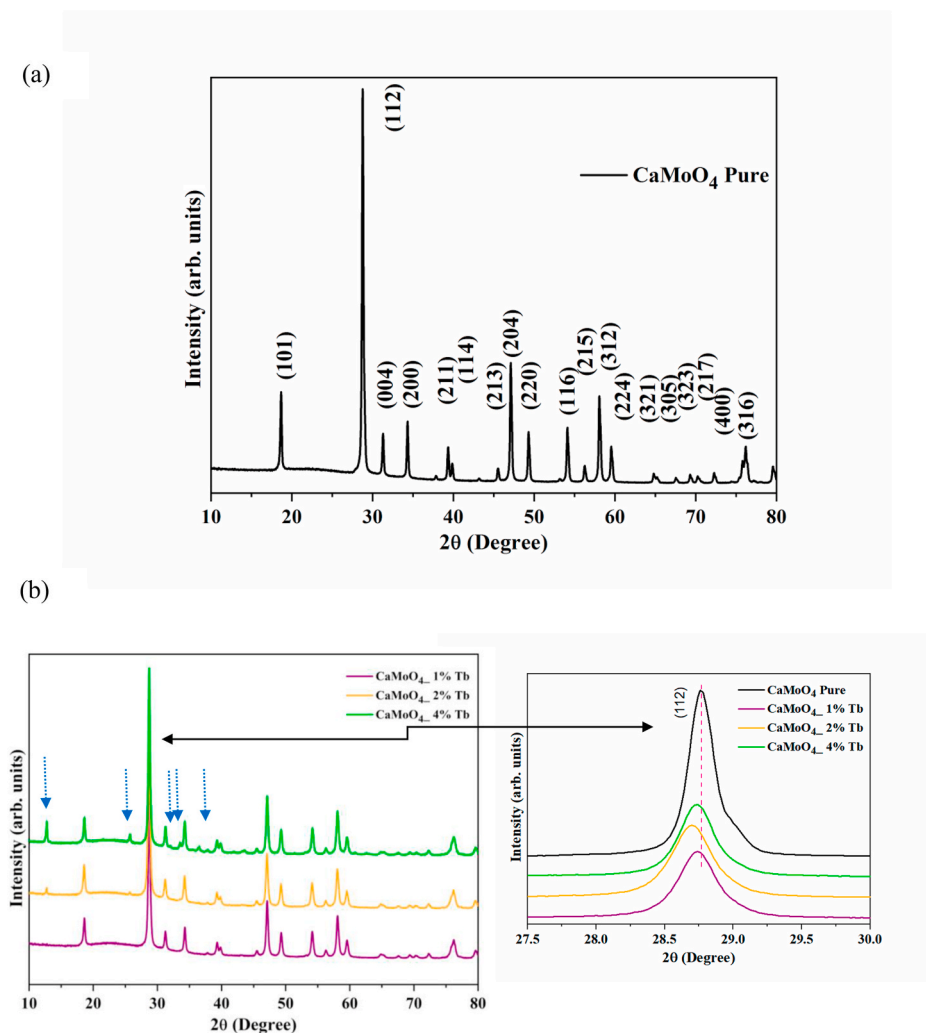 (a)
(112)
CaMoO4 Pure
(101)
(004)
(200)
(211)
(114)
(213)
(204)
(220)
(116)
(215)
(312)
(224)
(321)
(305)
(323)
(217)
(400)
(316)
Intensity (arb. units)
10 20 30 40 50 60 70 80
2θ (Degree)
(b)
CaMoO4_ 1% Tb
CaMoO4_ 2% Tb
CaMoO4_ 4% Tb
Intensity (arb. units)
10 20 30 40 50 60 70 80
2θ (Degree)
(112)
CaMoO4 Pure
CaMoO4_ 1% Tb
CaMoO4_ 2% Tb
CaMoO4_ 4% Tb
Intensity (arb. units)
27.5 28.0 28.5 29.0 29.5 30.0
2θ (Degree)